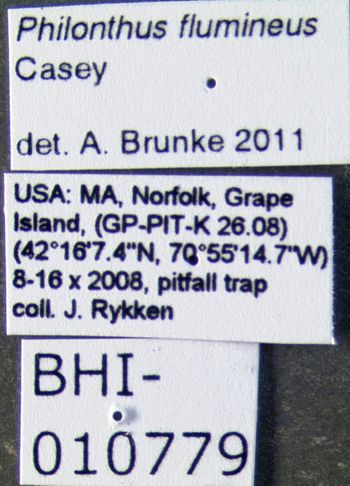 Philonthus flumineus
Casey
det. A. Brunke 2011
USA: MA, Norfolk, Grape
Island, (GP-PIT-K 26.08)
(42°16'7.4"N, 70°55'14.7"W)
8-16 x 2008, pitfall trap
coll. J. Rykken
BHI-
010779